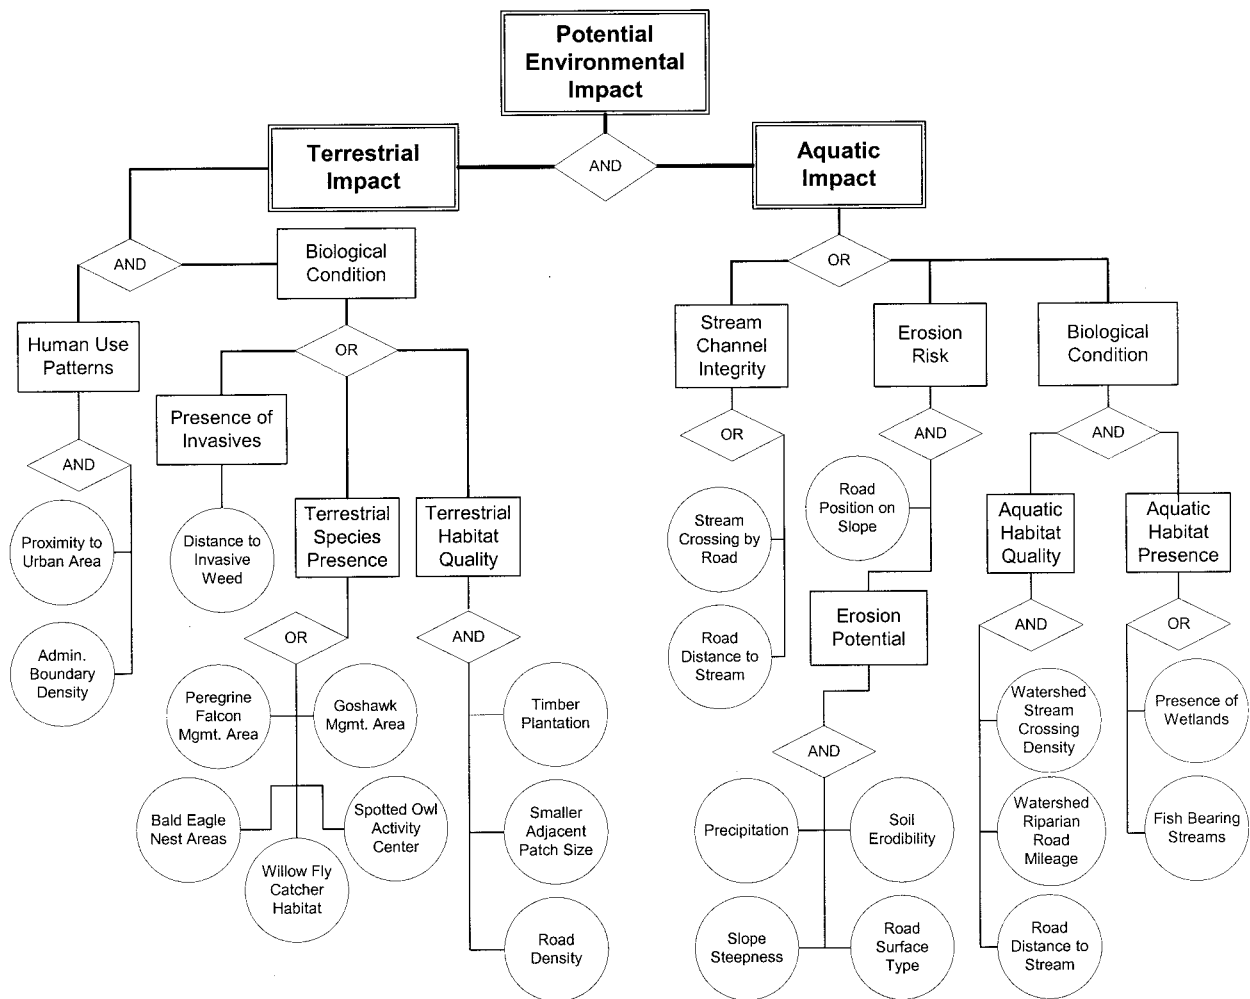 Potential
Environmental
Impact
Terrestrial
Impact
AND
Aquatic
Impact
AND
Biological
Condition
OR
Human Use
Patterns
OR
Stream
Channel
Integrity
Erosion
Risk
Biological
Condition
Presence of
Invasives
AND
OR
AND
AND
Proximity to
Urban Area
Distance to
Invasive
Weed
Terrestrial
Species
Presence
Terrestrial
Habitat
Quality
Stream
Crossing by
Road
Road
Position on
Slope
Aquatic
Habitat
Quality
Aquatic
Habitat
Presence
Admin.
Boundary
Density
OR
AND
Road
Distance to
Stream
Erosion
Potential
AND
OR
Peregrine
Falcon
Mgmt. Area
Goshawk
Mgmt. Area
Timber
Plantation
AND
Watershed
Stream
Crossing
Density
Presence of
Wetlands
Bald Eagle
Nest Areas
Spotted Owl
Activity
Center
Smaller
Adjacent
Patch Size
Precipitation
Soil
Erodibility
Watershed
Riparian
Road
Mileage
Fish Bearing
Streams
Willow Fly
Catcher
Habitat
Road
Density
Slope
Steepness
Road
Surface
Type
Road
Distance to
Stream